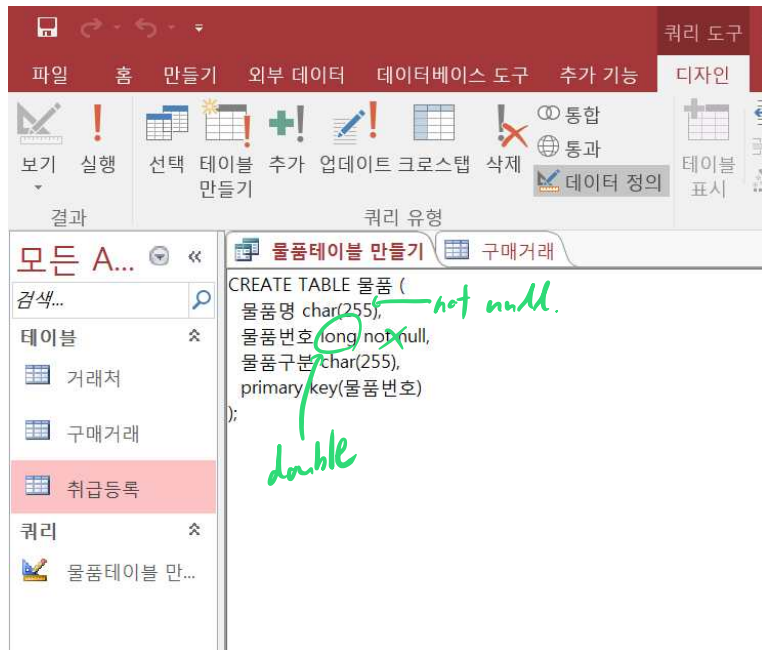 쿼리 도구
파일 홈 만들기 외부 데이터 데이터베이스 도구 추가 기능 디자인
보기 실행 선택 테이블 만들기 추가 업데이트 크로스탭 삭제 통합
통과
데이터 정의
테이블 표시
결과 쿼리 유형
모든 A... «
물품테이블 만들기 구매거래
검색...
테이블
거래처
구매거래
취급등록
쿼리
물품테이블 만...
CREATE TABLE 물품 (
물품명 char(255), not null.
물품번호 long not null,
물품구분 char(255),
primary key(물품번호)
);
double